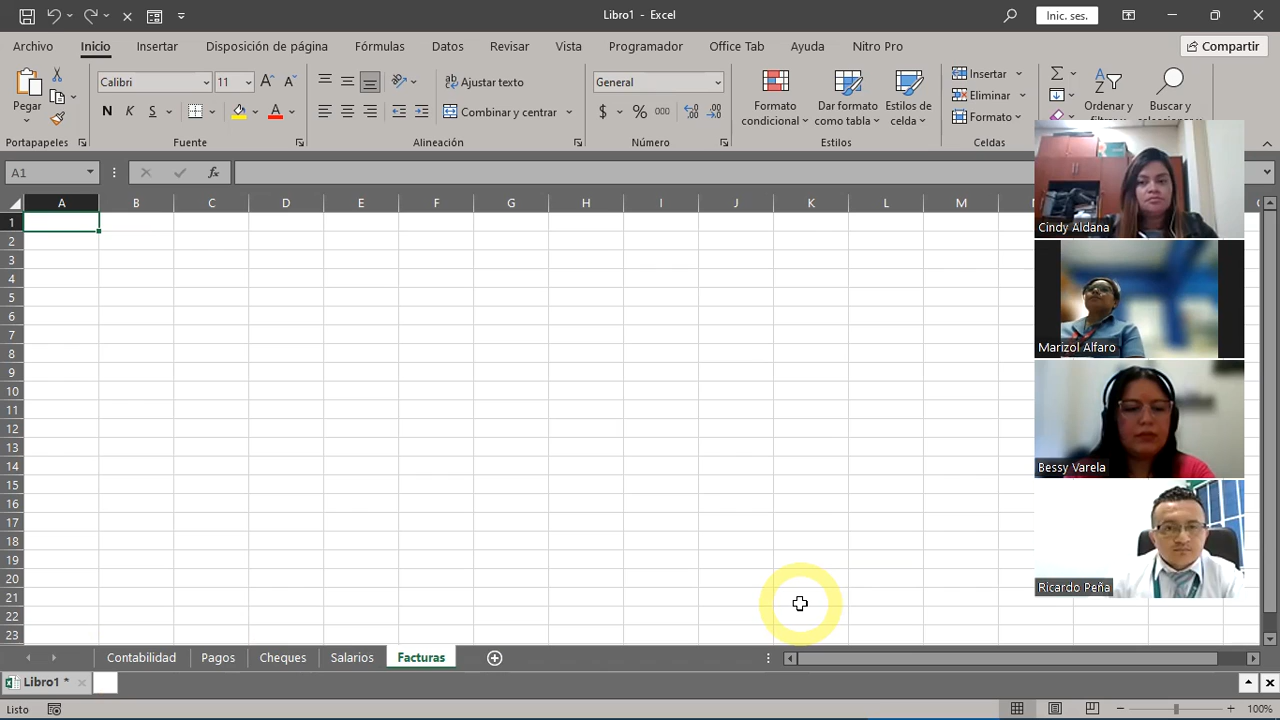 Libro1 - Excel
Inic. ses.
Archivo Inicio Insertar Disposición de página Fórmulas Datos Revisar Vista Programador Office Tab Ayuda Nitro Pro Compartir
Pegar
Calibri 11
N K S A
Ajustar texto
Combinar y centrar
General
$ % 000
Formato condicional
Dar formato como tabla
Estilos de celda
Insertar
Eliminar
Formato
Ordenar y
Buscar y
Portapapeles Fuente Alineación Número Estilos Celdas
A1 fx
A B C D E F G H I J K L M
1
2
3
4
5
6
7
8
9
10
11
12
13
14
15
16
17
18
19
20
21
22
23
Cindy Aldana
Marizol Alfaro
Bessy Varela
Ricardo Peña
Contabilidad Pagos Cheques Salarios Facturas
Libro1 *
Listo 100%